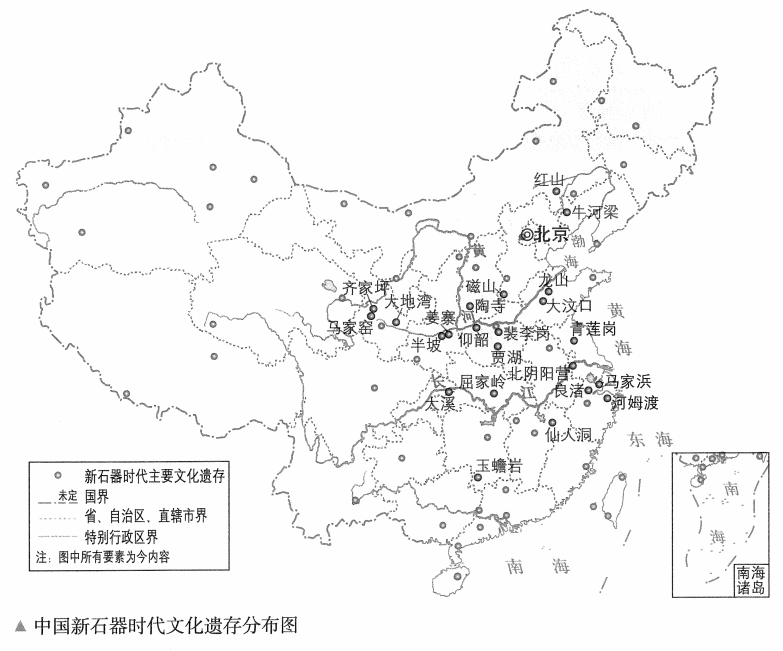 红山
牛河梁
北京
渤
海
黄
齐家坪
大地湾
磁山
龙山
陶寺
大汶口
黄
海
马家窑
姜寨
河
半坡
仰韶
裴李岗
青莲岗
贾湖
长
屈家岭
北阴阳营
江
良渚
马家浜
大溪
河姆渡
仙人洞
东海
玉蟾岩
新石器时代主要文化遗存
未定
国界
省、自治区、直辖市界
特别行政区界
注：图中所有要素为今内容
南海
南
海
南海
诸岛
▲ 中国新石器时代文化遗存分布图